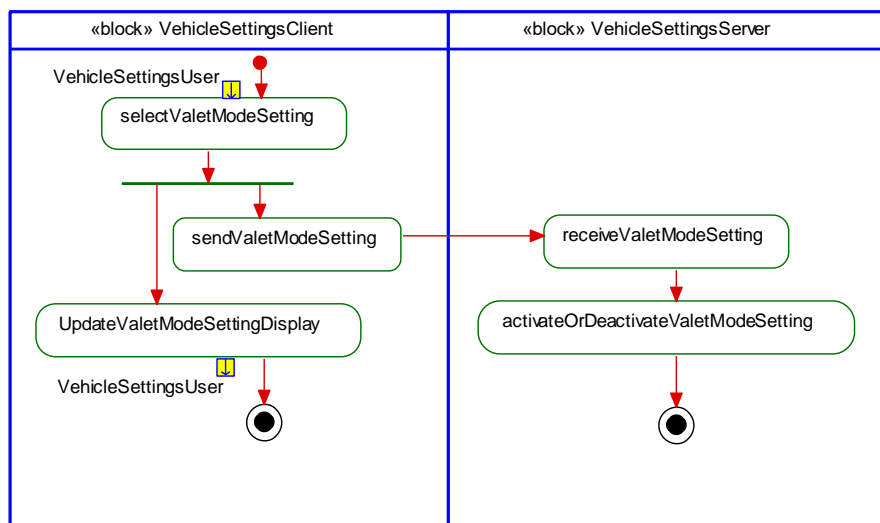 «block» VehicleSettingsClient
«block» VehicleSettingsServer
VehicleSettingsUser
selectValetModeSetting
sendValetModeSetting
receiveValetModeSetting
UpdateValetModeSettingDisplay
activateOrDeactivateValetModeSetting
VehicleSettingsUser